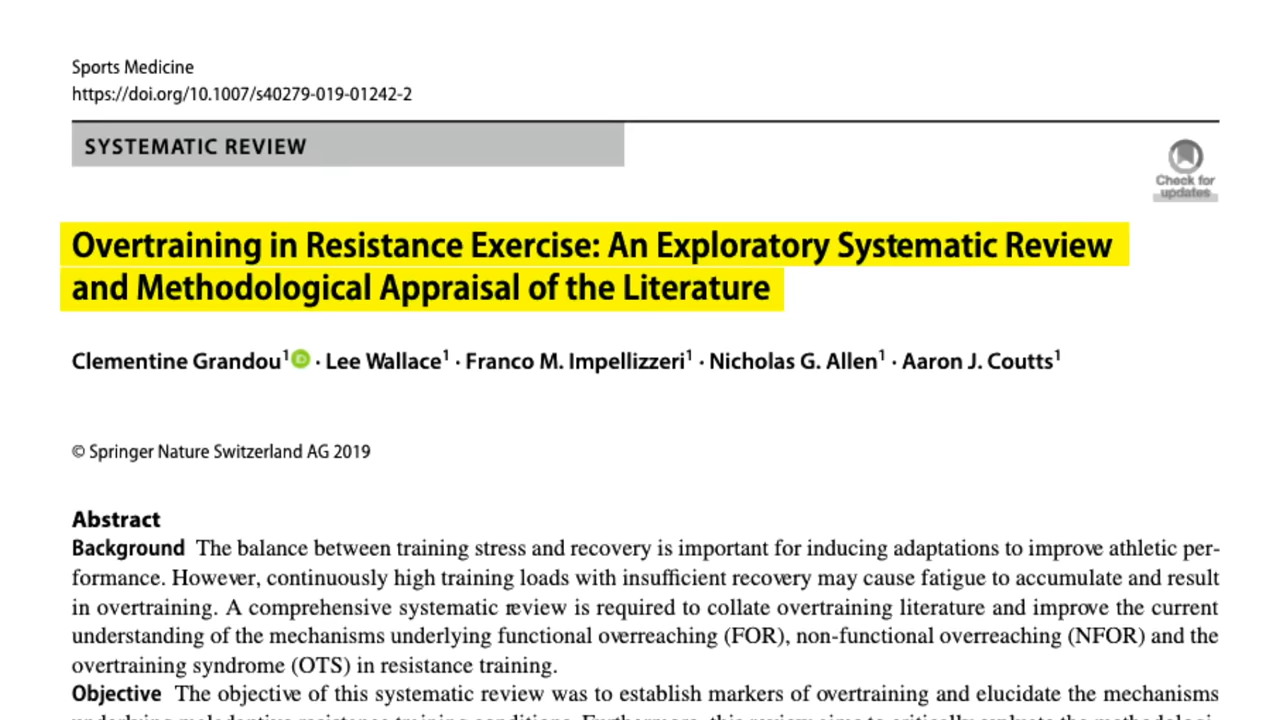 Sports Medicine
https://doi.org/10.1007/s40279-019-01242-2
SYSTEMATIC REVIEW
Check for
updates
Overtraining in Resistance Exercise: An Exploratory Systematic Review
and Methodological Appraisal of the Literature
Clementine Grandou¹ · Lee Wallace¹ · Franco M. Impellizzeri¹ · Nicholas G. Allen¹ · Aaron J. Coutts¹
© Springer Nature Switzerland AG 2019
Abstract
Background The balance between training stress and recovery is important for inducing adaptations to improve athletic per-
formance. However, continuously high training loads with insufficient recovery may cause fatigue to accumulate and result
in overtraining. A comprehensive systematic review is required to collate overtraining literature and improve the current
understanding of the mechanisms underlying functional overreaching (FOR), non-functional overreaching (NFOR) and the
overtraining syndrome (OTS) in resistance training.
Objective The objective of this systematic review was to establish markers of overtraining and elucidate the mechanisms